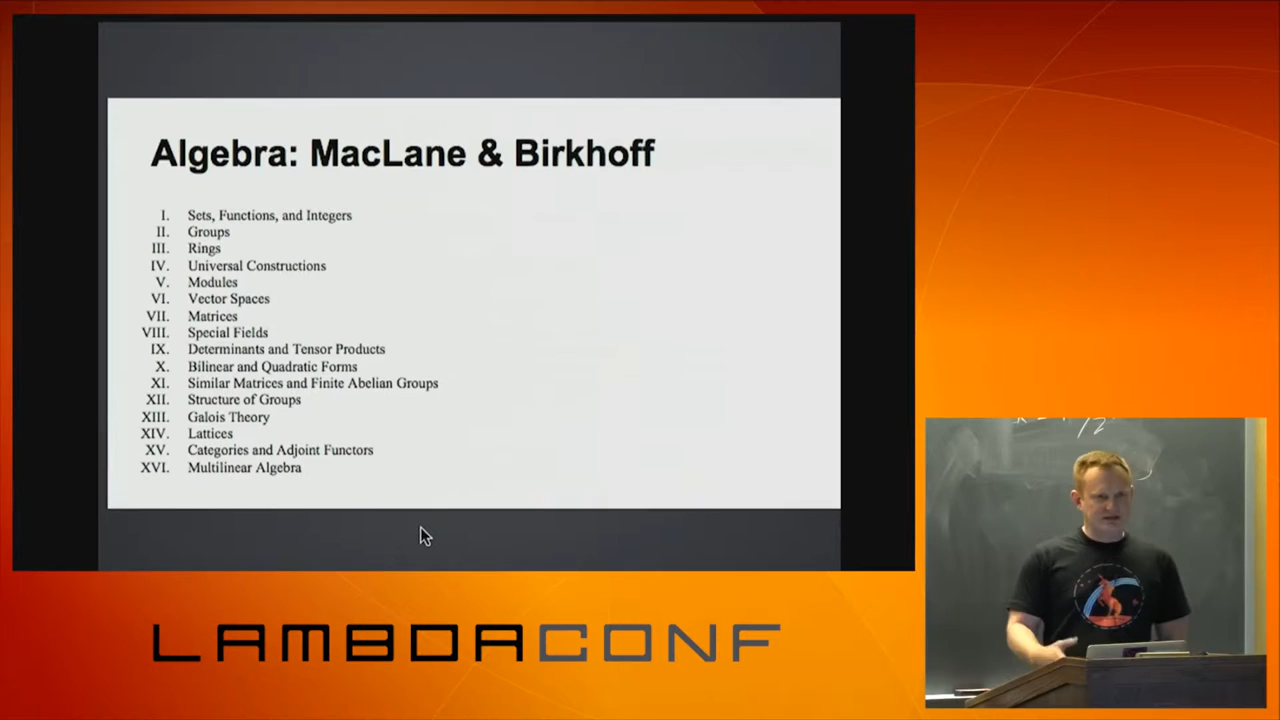 Algebra: MacLane & Birkhoff
I. Sets, Functions, and Integers
II. Groups
III. Rings
IV. Universal Constructions
V. Modules
VI. Vector Spaces
VII. Matrices
VIII. Special Fields
IX. Determinants and Tensor Products
X. Bilinear and Quadratic Forms
XI. Similar Matrices and Finite Abelian Groups
XII. Structure of Groups
XIII. Galois Theory
XIV. Lattices
XV. Categories and Adjoint Functors
XVI. Multilinear Algebra
LAMBDACONF